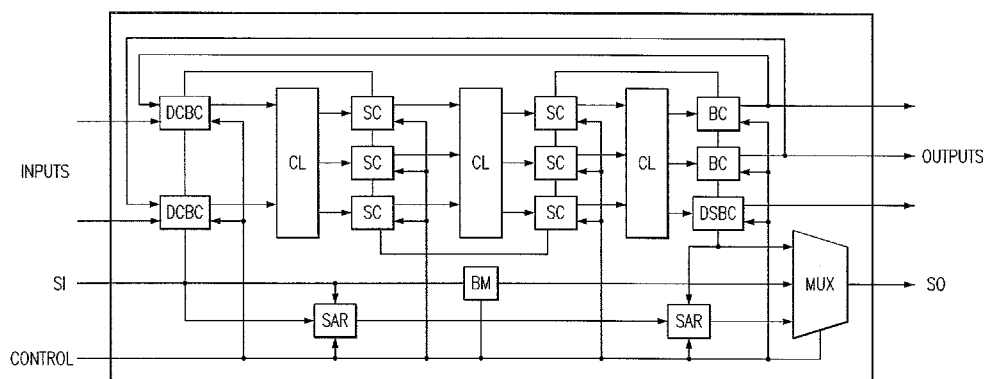 DCBC
SC
SC
BC
CL
CL
CL
SC
SC
BC
OUTPUTS
INPUTS
DCBC
SC
SC
DSBC
SI
BM
MUX
SO
SAR
SAR
CONTROL